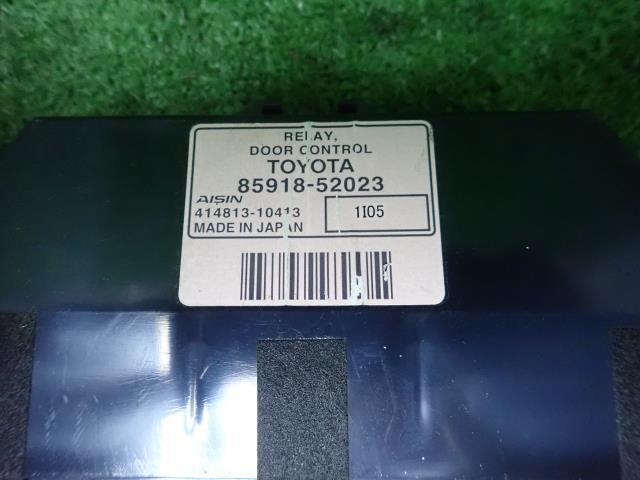 RELAY,
DOOR CONTROL
TOYOTA
85918-52023
AISIN
414813-10413
1I05
MADE IN JAPAN